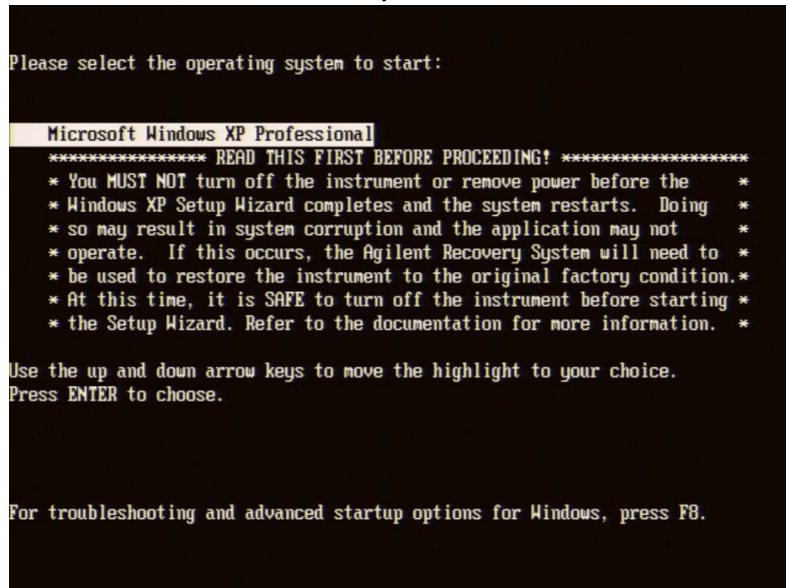 Please select the operating system to start:
Microsoft Windows XP Professional
**************** READ THIS FIRST BEFORE PROCEEDING! *******************
* You MUST NOT turn off the instrument or remove power before the *
* Windows XP Setup Wizard completes and the system restarts. Doing *
* so may result in system corruption and the application may not *
* operate. If this occurs, the Agilent Recovery System will need to *
* be used to restore the instrument to the original factory condition.*
* At this time, it is SAFE to turn off the instrument before starting *
* the Setup Wizard. Refer to the documentation for more information. *
Use the up and down arrow keys to move the highlight to your choice.
Press ENTER to choose.
For troubleshooting and advanced startup options for Windows, press F8.